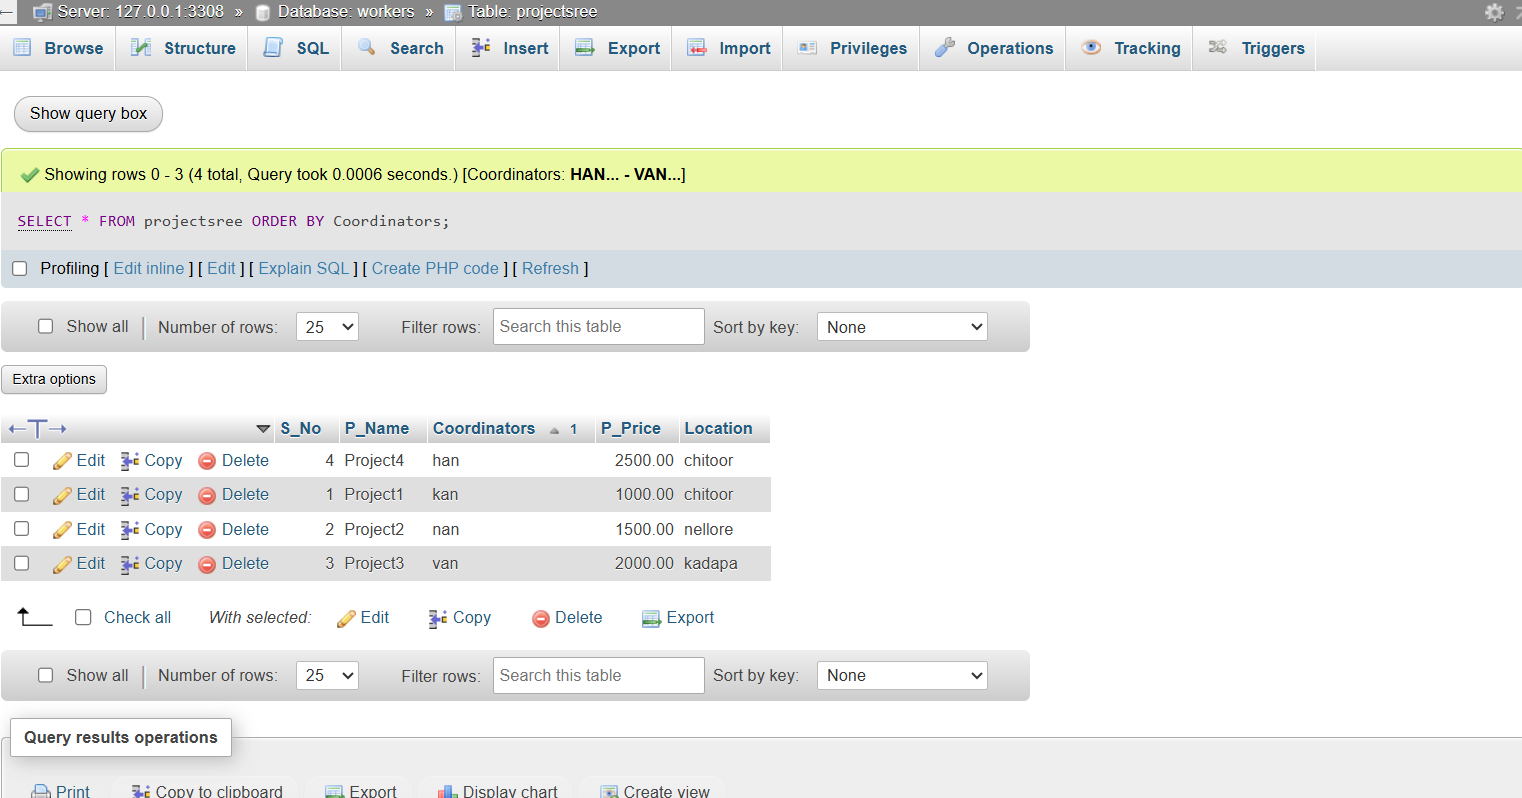 Server: 127.0.0.1:3308 » Database: workers » Table: projectsree
Browse Structure SQL Search Insert Export Import Privileges Operations Tracking Triggers
Show query box
Showing rows 0 - 3 (4 total, Query took 0.0006 seconds.) [Coordinators: HAN... - VAN...]
SELECT * FROM projectsree ORDER BY Coordinators;
Profiling [ Edit inline ] [ Edit ] [ Explain SQL ] [ Create PHP code ] [ Refresh ]
Show all Number of rows: 25 Filter rows: Search this table Sort by key: None
Extra options
S_No P_Name Coordinators 1 P_Price Location
Edit Copy Delete 4 Project4 han 2500.00 chitoor
Edit Copy Delete 1 Project1 kan 1000.00 chitoor
Edit Copy Delete 2 Project2 nan 1500.00 nellore
Edit Copy Delete 3 Project3 van 2000.00 kadapa
Check all With selected: Edit Copy Delete Export
Show all Number of rows: 25 Filter rows: Search this table Sort by key: None
Query results operations
Print Copy to clipboard Export Display chart Create view